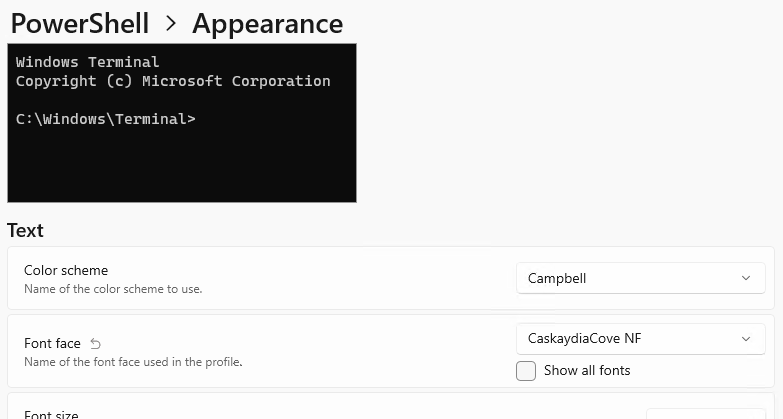 PowerShell > Appearance
Windows Terminal
Copyright (c) Microsoft Corporation
C:\Windows\Terminal>
Text
Color scheme
Name of the color scheme to use.
Campbell
Font face
Name of the font face used in the profile.
CaskaydiaCove NF
Show all fonts
Font size